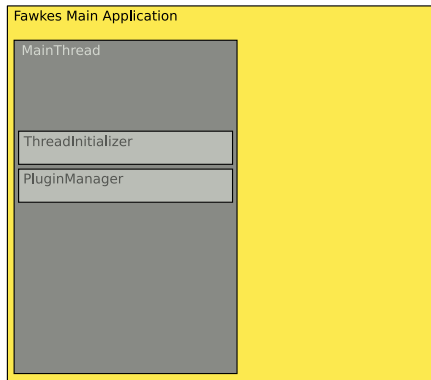 Fawkes Main Application
MainThread
ThreadInitializer
PluginManager